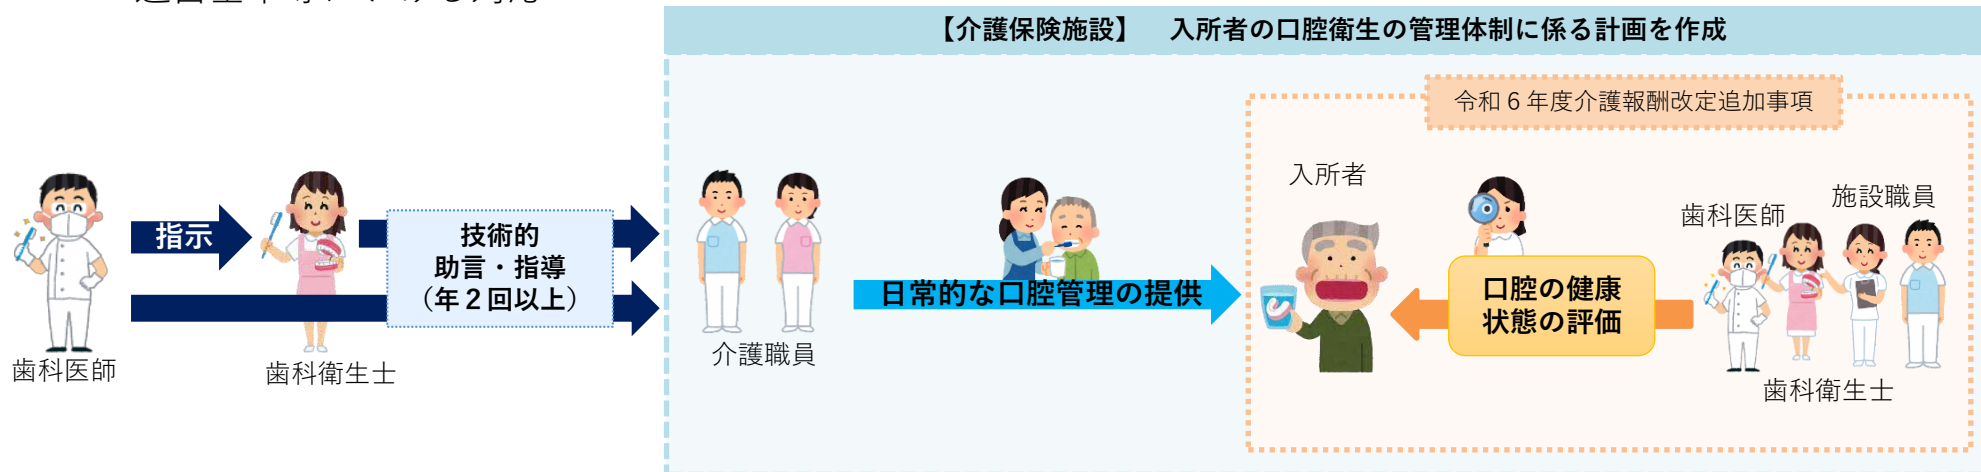 【介護保険施設】　入所者の口腔衛生の管理体制に係る計画を作成
令和６年度介護報酬改定追加事項
指示
技術的
助言・指導
（年２回以上）
歯科医師
歯科衛生士
介護職員
日常的な口腔管理の提供
入所者
口腔の健康
状態の評価
歯科医師
施設職員
歯科衛生士